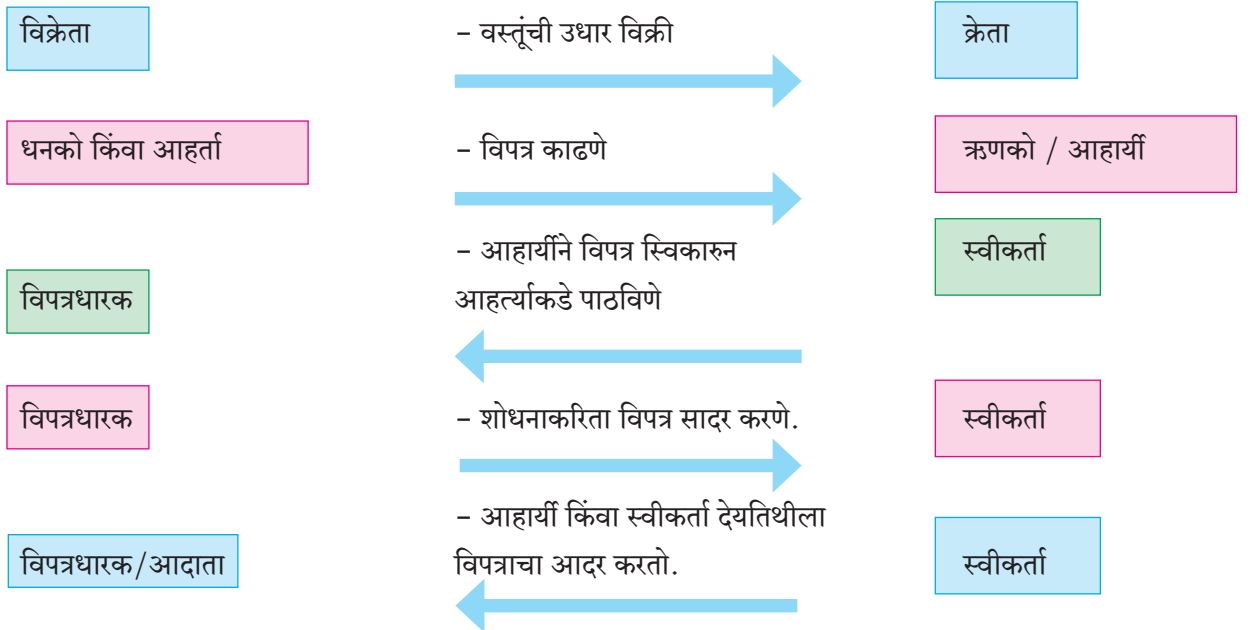 विक्रेता
– वस्तूंची उधार विक्री
क्रेता
धनको किंवा आहर्ता
– विपत्र काढणे
ऋणको / आहार्यी
– आहार्यीने विपत्र स्विकारुन
आहर्त्याकडे पाठविणे
स्वीकर्ता
विपत्रधारक
विपत्रधारक
– शोधनाकरिता विपत्र सादर करणे.
स्वीकर्ता
– आहार्यी किंवा स्वीकर्ता देयतिथीला
विपत्राचा आदर करतो.
विपत्रधारक/आदाता
स्वीकर्ता